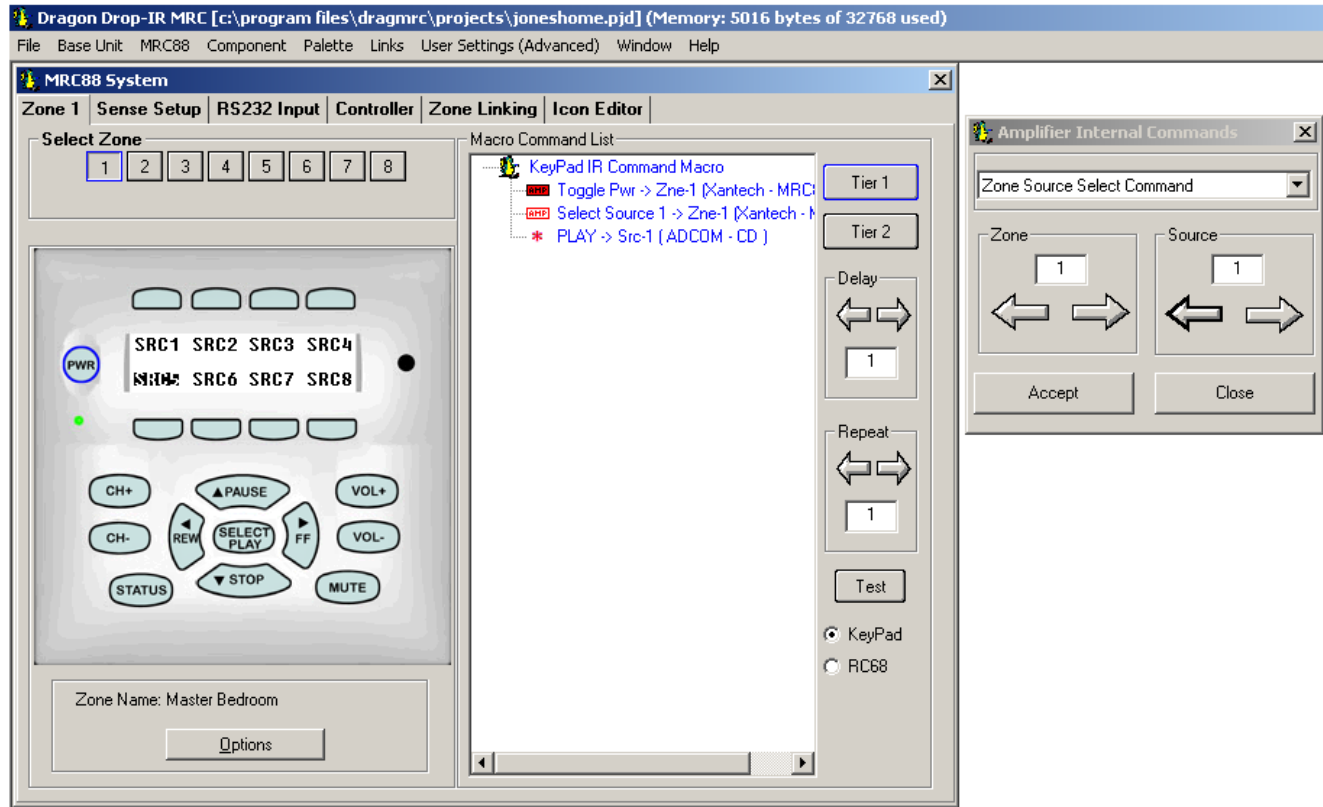 Dragon Drop-IR MRC [c:\program files\dragmrc\projects\joneshome.pjd] (Memory: 5016 bytes of 32768 used)
File Base Unit MRC88 Component Palette Links User Settings (Advanced) Window Help
MRC88 System
Zone 1 Sense Setup RS232 Input Controller Zone Linking Icon Editor
Select Zone
1 2 3 4 5 6 7 8
PWR
SRC1 SRC2 SRC3 SRC4
SRC6 SRC7 SRC8
CH+ PAUSE VOL+
CH- REW SELECT PLAY FF VOL-
STATUS STOP MUTE
Zone Name: Master Bedroom
Options
Macro Command List
KeyPad IR Command Macro
AMP Toggle Pwr -> Zne-1 (Xantech - MRC
AMP Select Source 1 -> Zne-1 (Xantech -
* PLAY -> Src-1 ( ADCOM - CD )
Tier 1
Tier 2
Delay
1
Repeat
1
Test
KeyPad
RC68
Amplifier Internal Commands
Zone Source Select Command
Zone Source
1 1
Accept Close